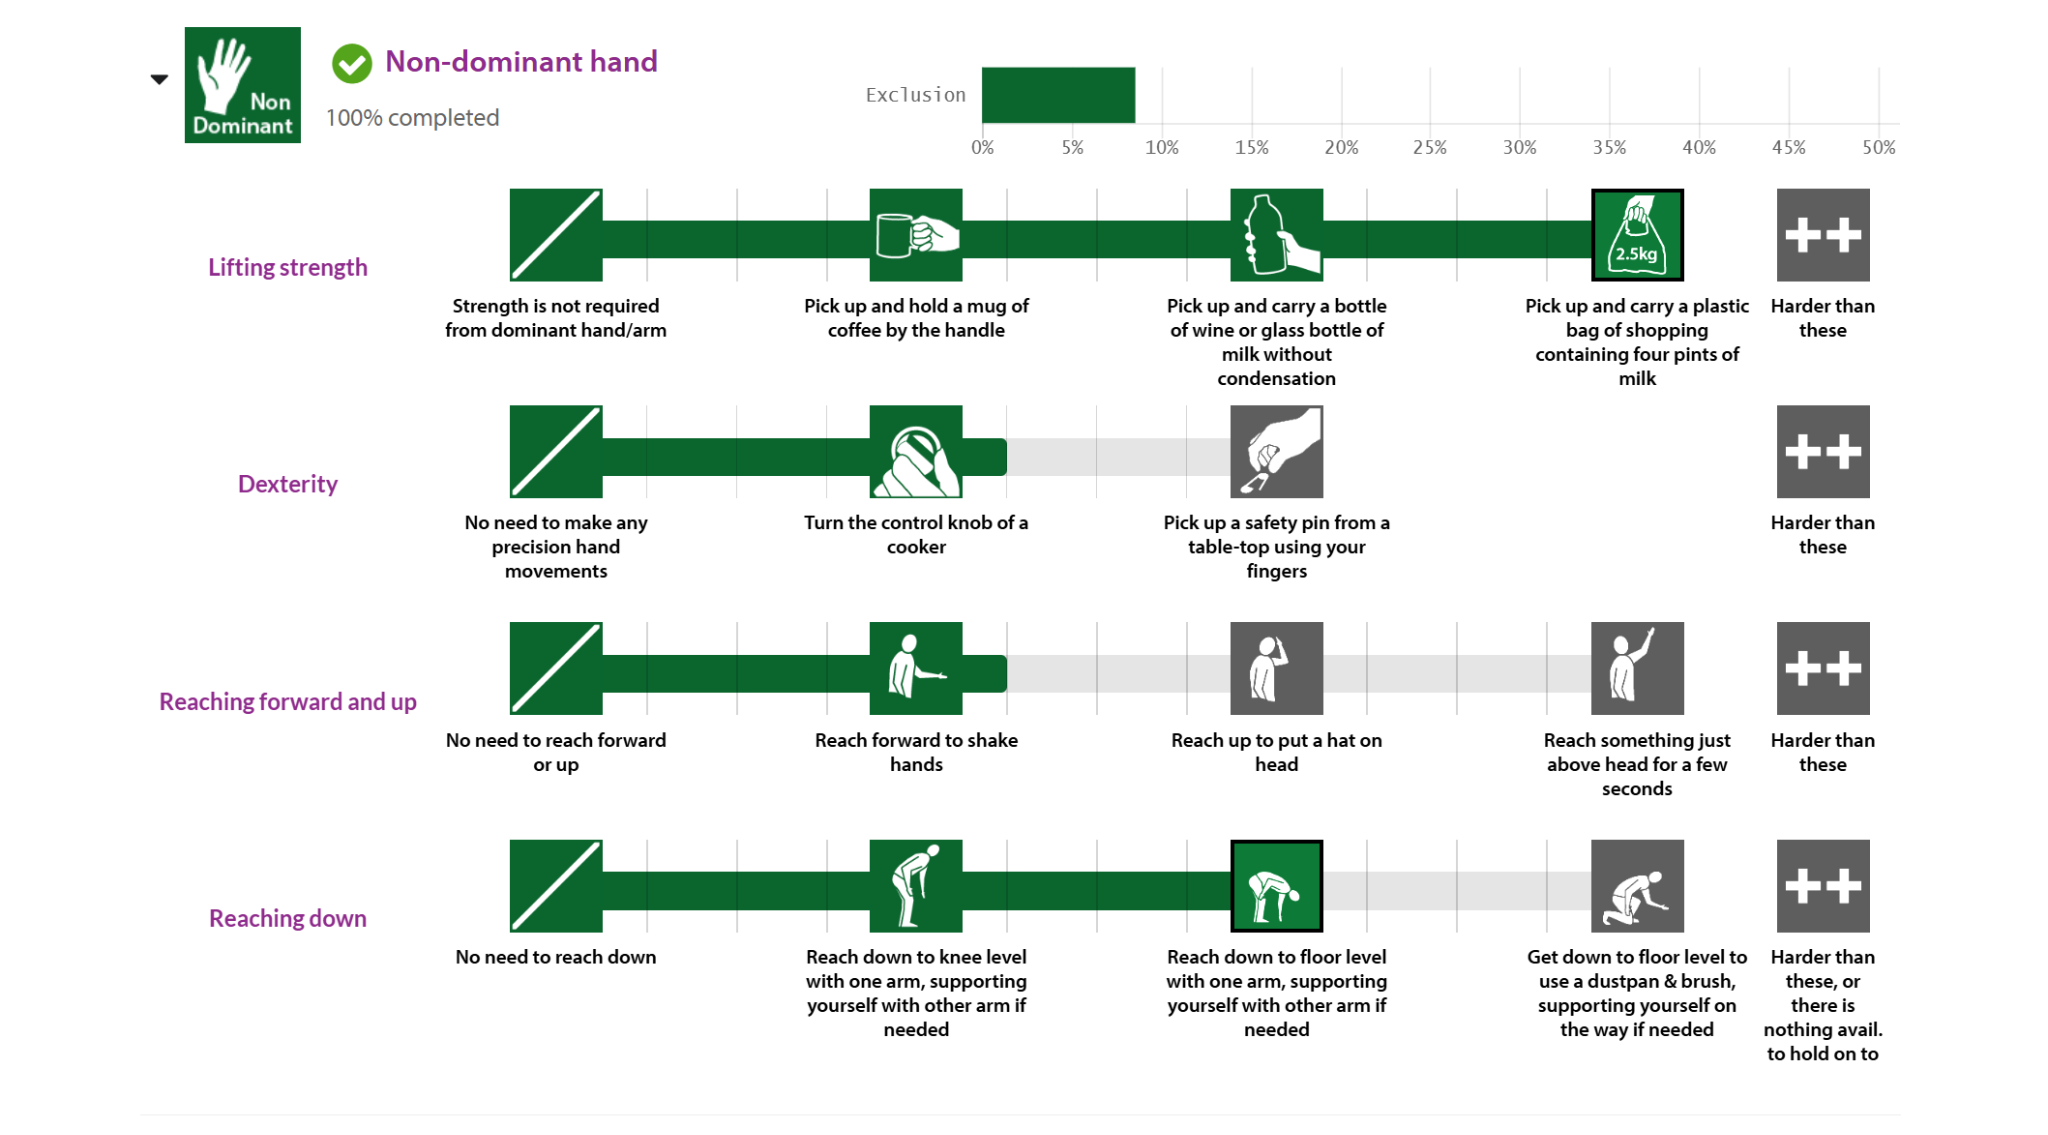 Non
Dominant
Non-dominant hand
100% completed
Exclusion
0% 5% 10% 15% 20% 25% 30% 35% 40% 45% 50%
Lifting strength
2.5kg
++
Strength is not required
from dominant hand/arm
Pick up and hold a mug of
coffee by the handle
Pick up and carry a bottle
of wine or glass bottle of
milk without
condensation
Pick up and carry a plastic
bag of shopping
containing four pints of
milk
Harder than
these
Dexterity
++
No need to make any
precision hand
movements
Turn the control knob of a
cooker
Pick up a safety pin from a
table-top using your
fingers
Harder than
these
Reaching forward and up
++
No need to reach forward
or up
Reach forward to shake
hands
Reach up to put a hat on
head
Reach something just
above head for a few
seconds
Harder than
these
Reaching down
++
No need to reach down
Reach down to knee level
with one arm, supporting
yourself with other arm if
needed
Reach down to floor level
with one arm, supporting
yourself with other arm if
needed
Get down to floor level to
use a dustpan & brush,
supporting yourself on
the way if needed
Harder than
these, or
there is
nothing avail.
to hold on to